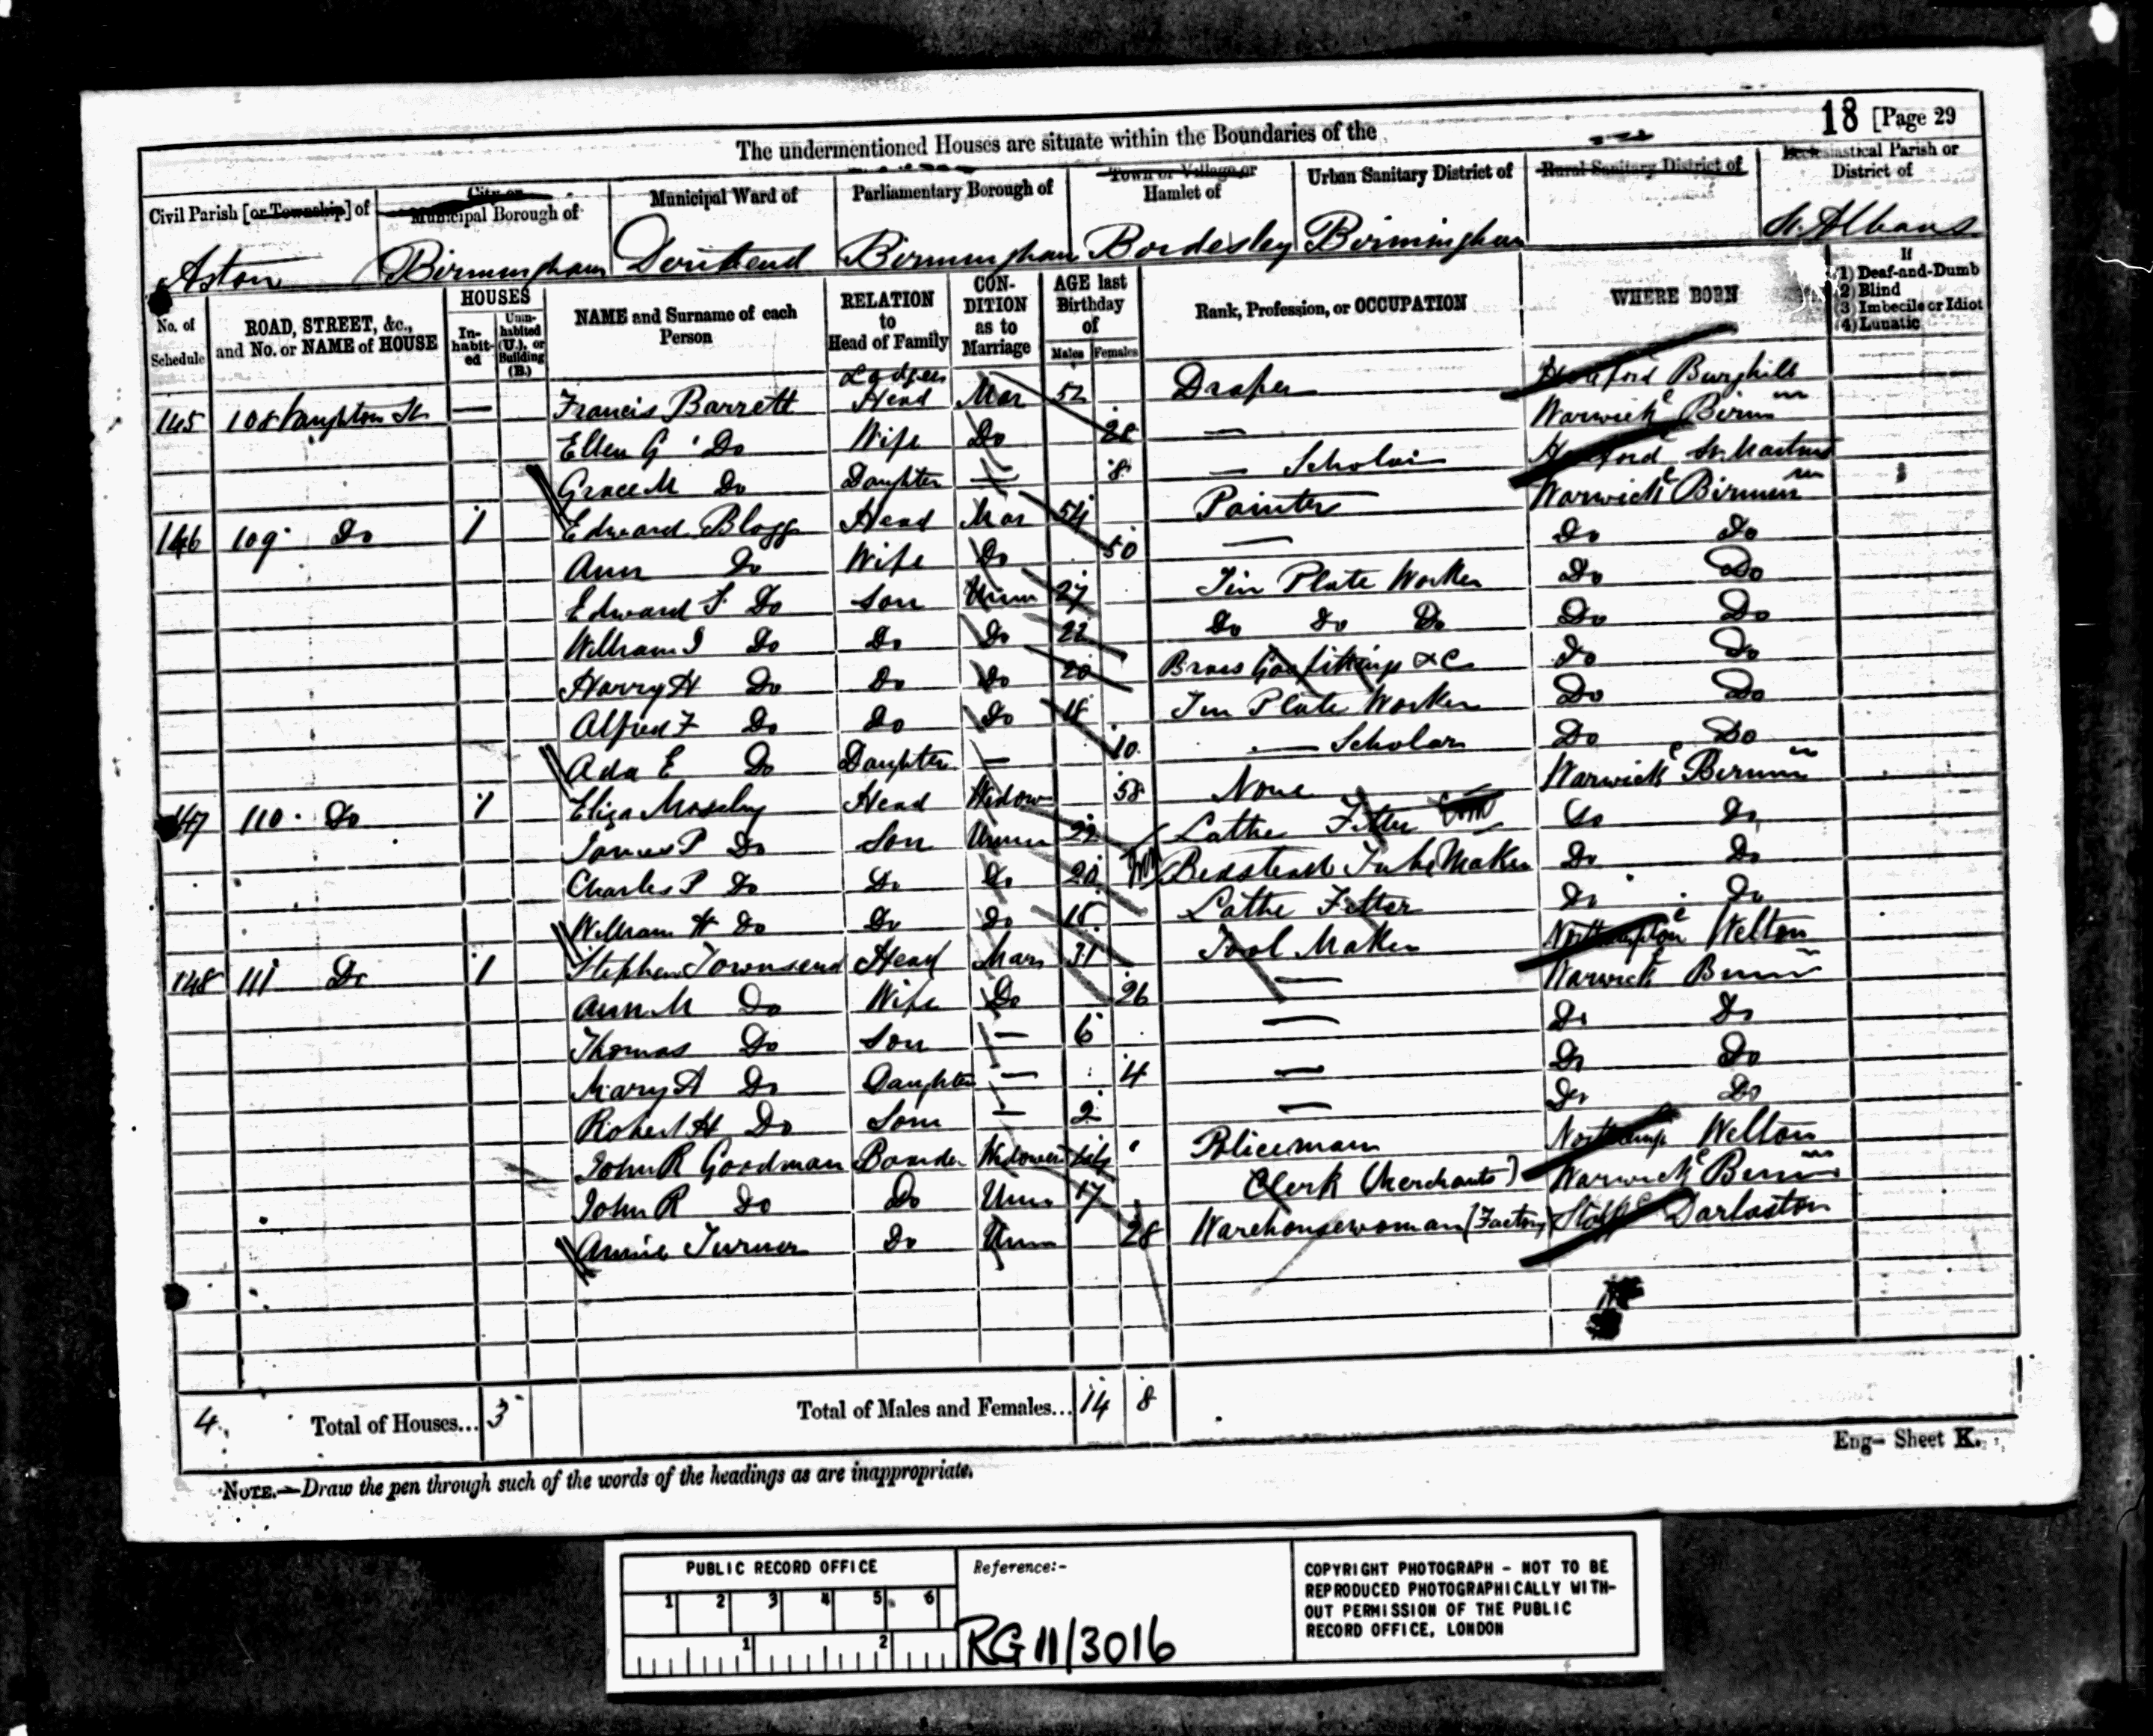 18 [Page 29
The undermentioned Houses are situate within the Boundaries of the
Civil Parish [or Township] of
City or Municipal Borough of
Municipal Ward of
Parliamentary Borough of
Town or Village or Hamlet of
Urban Sanitary District of
Rural Sanitary District of
Ecclesiastical Parish or District of
Aston Birmingham Deritend Birmingham Bordesley Birmingham St. Albans
No. of Schedule
ROAD, STREET, &c., and No. or NAME of HOUSE
HOUSES
Inhabited
Uninhabited (U.), or Building (B.)
NAME and Surname of each Person
RELATION to Head of Family
CONDITION as to Marriage
AGE last Birthday of
Males Females
Rank, Profession, or OCCUPATION
WHERE BORN
If
(1) Deaf-and-Dumb
(2) Blind
(3) Imbecile or Idiot
(4) Lunatic
Lodger
145 108 St — Francis Barrett Head Mar 52 Draper Hereford Burghill
Ellen G Do Wife Do 28 — Warwick Birmm
Grace M Do Daughter — 8 — Scholar Hereford St. Martins
146 109 Do 1 Edward Blogg Head Mar 54 Painter Warwick Birmm
Ann Do Wife Do 50 — Do Do
Edward Do Son Unm 27 Tin Plate Worker Do Do
William Do Do Do 22 Do Do Do Do Do
Harry H Do Do Do 20 Brass Gasfittings &c Do Do
Alfred F Do Do Do 18 Tin Plate Worker Do Do
Ada E Do Daughter — 10 — Scholar Do Do
147 110 Do 1 Eliza Moseley Head Widow 58 None Warwick Birmm
James P Do Son Unm 22 Lathe Fitter Do Do
Charles P Do Do Do 20 Bedstead Tube Maker Do Do
William H Do Do Do 18 Lathe Fitter Do Do
148 111 Do 1 Stephen Townsend Head Mar 31 Tool Maker Northampton Welton
Ann M Do Wife Do 26 — Warwick Birmm
Thomas Do Son — 6 — Do Do
Mary A Do Daughter — 4 — Do Do
Robert H Do Son — 2 — Do Do
John R Goodman Boarder Widower Policeman Northamp Welton
John R Do Do Unm 17 Clerk (Merchants) Warwick Birmm
Annie Turner Do Unm 28 Warehousewoman (Factory) Staff Darlaston
4 Total of Houses... 3 Total of Males and Females... 14 8
Eng— Sheet K.
NOTE.—Draw the pen through such of the words of the headings as are inappropriate.
PUBLIC RECORD OFFICE
1 2 3 4 5 6
1 2
Reference:-
RG 11/3016
COPYRIGHT PHOTOGRAPH - NOT TO BE
REPRODUCED PHOTOGRAPHICALLY WITH-
OUT PERMISSION OF THE PUBLIC
RECORD OFFICE, LONDON